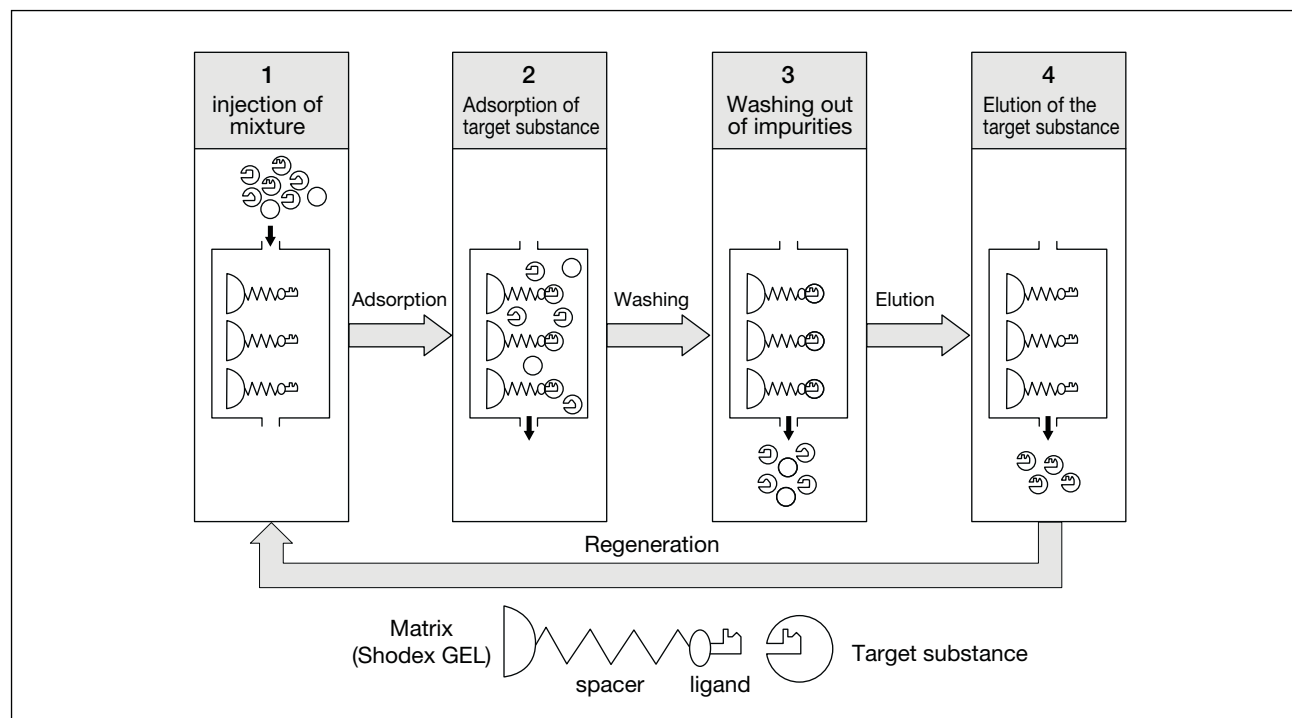 1
injection of
mixture
2
Adsorption of
target substance
3
Washing out
of impurities
4
Elution of the
target substance
Adsorption
Washing
Elution
Regeneration
Matrix
(Shodex GEL)
spacer
ligand
Target substance